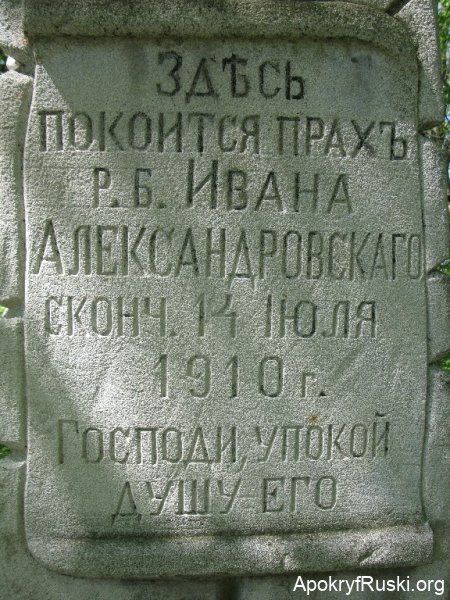 Здѣсь
покоится прахъ
Р.Б. Ивана
Александровскаго
сконч. 14 Іюля
1910 г.
Господи, упокой
душу его
ApokryfRuski.org